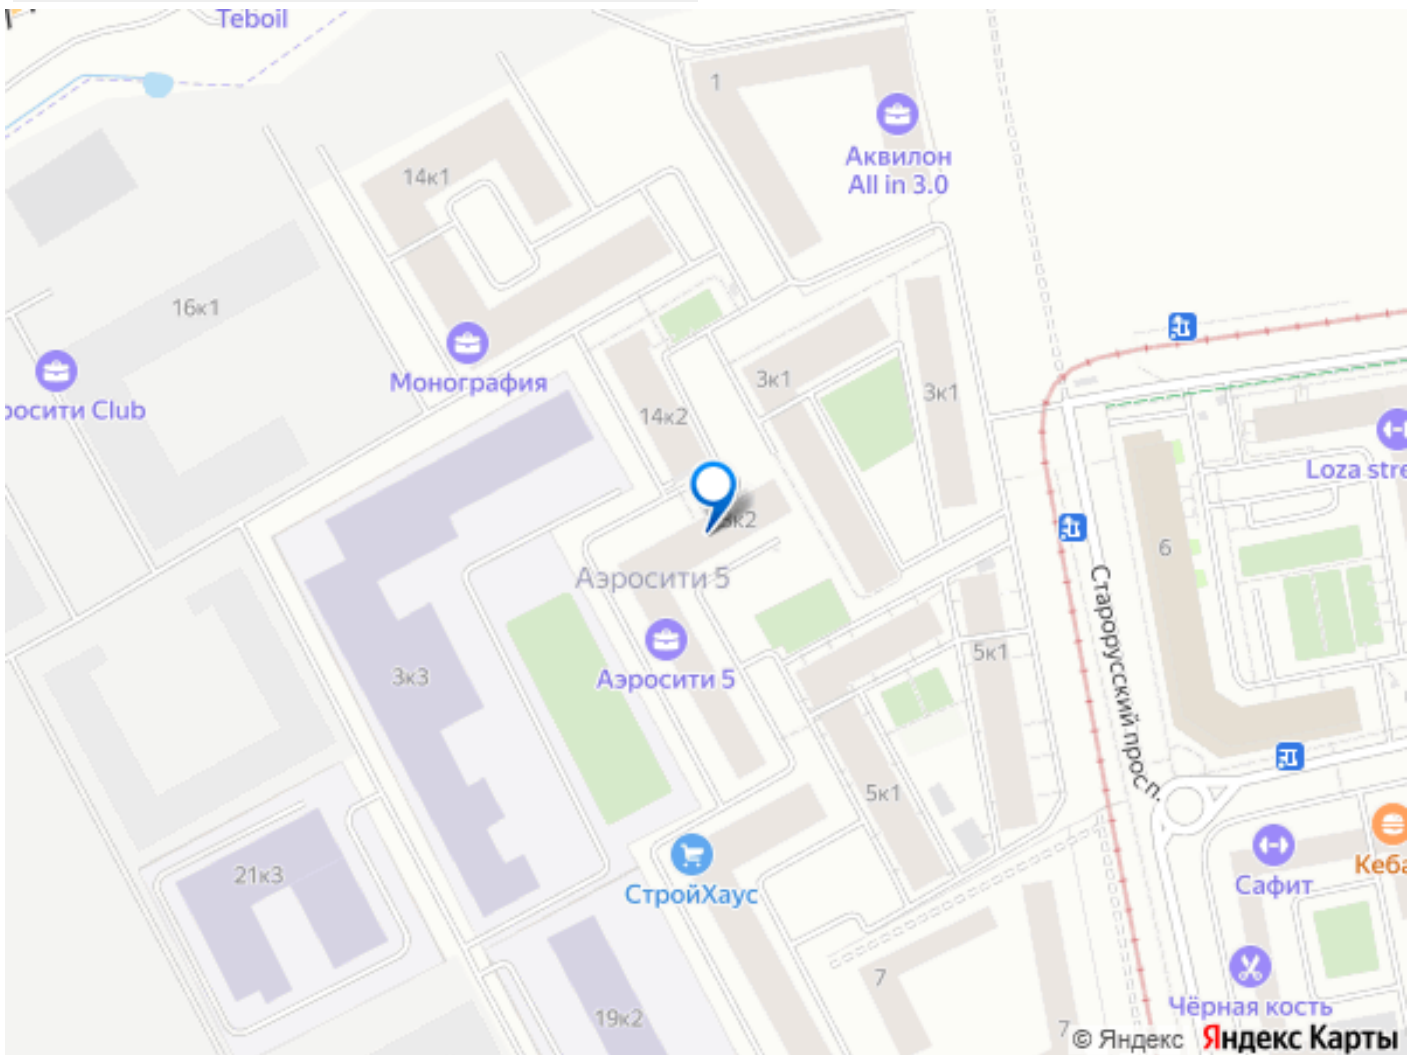 Teboil
1
Аквилон
All in 3.0
14к1
16к1
Монография
росити Club
3к1
3к1
14к2
Loza stre
3к2
6
Аэросити 5
Аэросити 5
Старорусский просп.
3к3
5к1
5к1
21к3
СтройХаус
Сафит
Кеба
7
Чёрная кость
19к2
7
© Яндекс Яндекс Карты